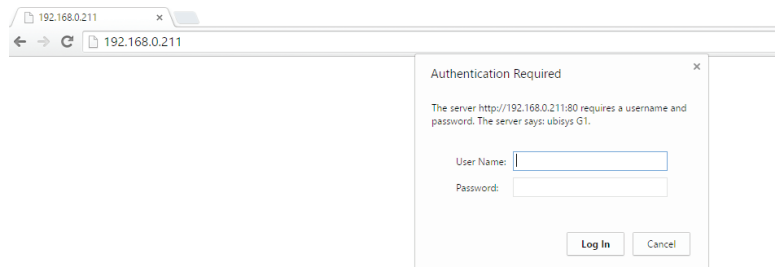 192.168.0.211
192.168.0.211
Authentication Required
The server http://192.168.0.211:80 requires a username and
password. The server says: ubisys G1.
User Name:
Password:
Log In Cancel